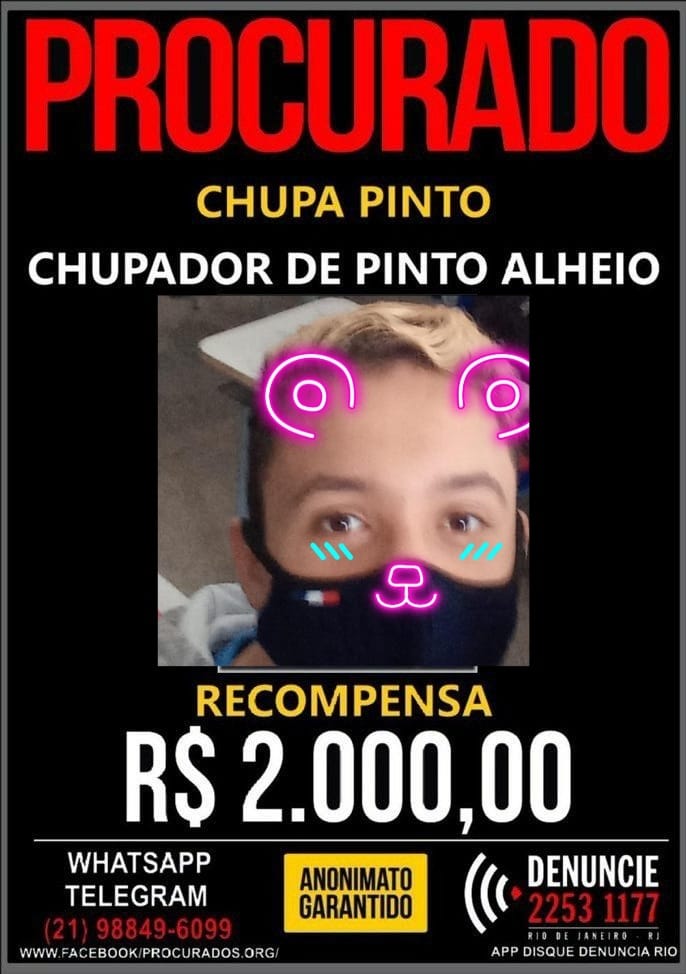 PROCURADO
CHUPA PINTO
CHUPADOR DE PINTO ALHEIO
RECOMPENSA
R$ 2.000,00
WHATSAPP
TELEGRAM
(21) 98849-6099
WWW.FACEBOOK/PROCURADOS.ORG/
ANONIMATO
GARANTIDO
DENUNCIE
2253 1177
RIO DE JANEIRO - RJ
APP DISQUE DENUNCIA RIO